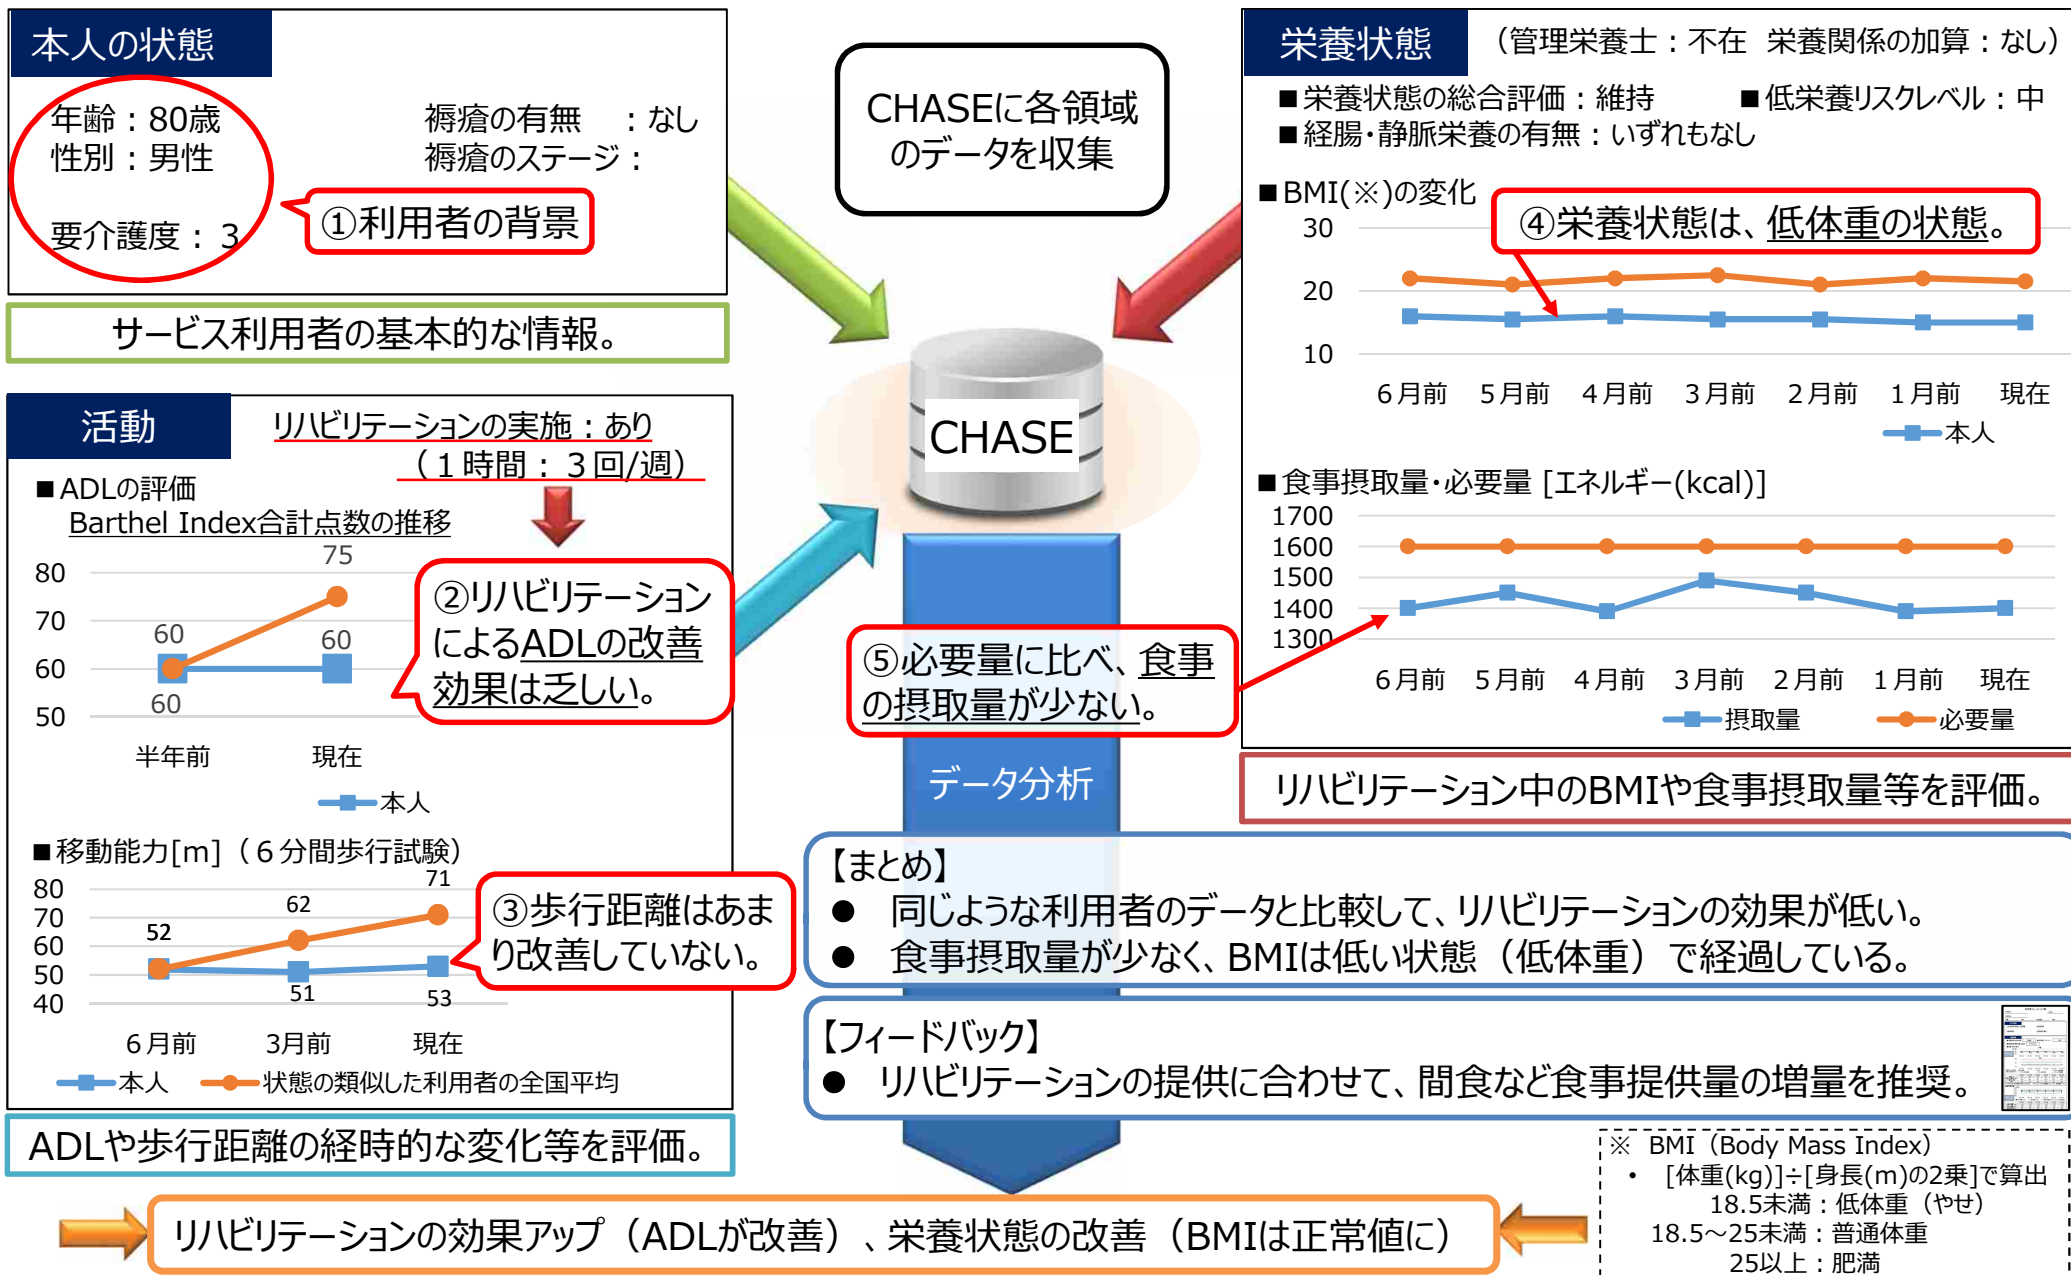 本人の状態
年齢：80歳
性別：男性
要介護度：３
褥瘡の有無　：なし
褥瘡のステージ：
①利用者の背景
サービス利用者の基本的な情報。
CHASEに各領域
のデータを収集
CHASE
栄養状態
（管理栄養士：不在 栄養関係の加算：なし）
■栄養状態の総合評価：維持
■低栄養リスクレベル：中
■経腸・静脈栄養の有無：いずれもなし
■BMI(※)の変化
④栄養状態は、低体重の状態。
30
20
10
６月前 ５月前 ４月前 ３月前 ２月前 １月前 現在
本人
■食事摂取量・必要量 [エネルギー(kcal)]
1700
1600
1500
1400
1300
６月前 ５月前 ４月前 ３月前 ２月前 １月前 現在
摂取量 必要量
⑤必要量に比べ、食事
の摂取量が少ない。
リハビリテーション中のBMIや食事摂取量等を評価。
活動
リハビリテーションの実施：あり
（１時間：３回/週）
■ADLの評価
Barthel Index合計点数の推移
80
70
60
50
75
60
60
60
半年前 現在
本人
②リハビリテーション
によるADLの改善
効果は乏しい。
■移動能力[m]（６分間歩行試験）
80
70
60
50
40
52
62
71
51
53
６月前 3月前 現在
本人 状態の類似した利用者の全国平均
③歩行距離はあま
り改善していない。
ADLや歩行距離の経時的な変化等を評価。
データ分析
【まとめ】
● 同じような利用者のデータと比較して、リハビリテーションの効果が低い。
● 食事摂取量が少なく、BMIは低い状態（低体重）で経過している。
【フィードバック】
● リハビリテーションの提供に合わせて、間食など食事提供量の増量を推奨。
リハビリテーションの効果アップ（ADLが改善）、栄養状態の改善（BMIは正常値に）
※ BMI（Body Mass Index）
・ [体重(kg)]÷[身長(m)の2乗]で算出
18.5未満：低体重（やせ）
18.5～25未満：普通体重
25以上：肥満